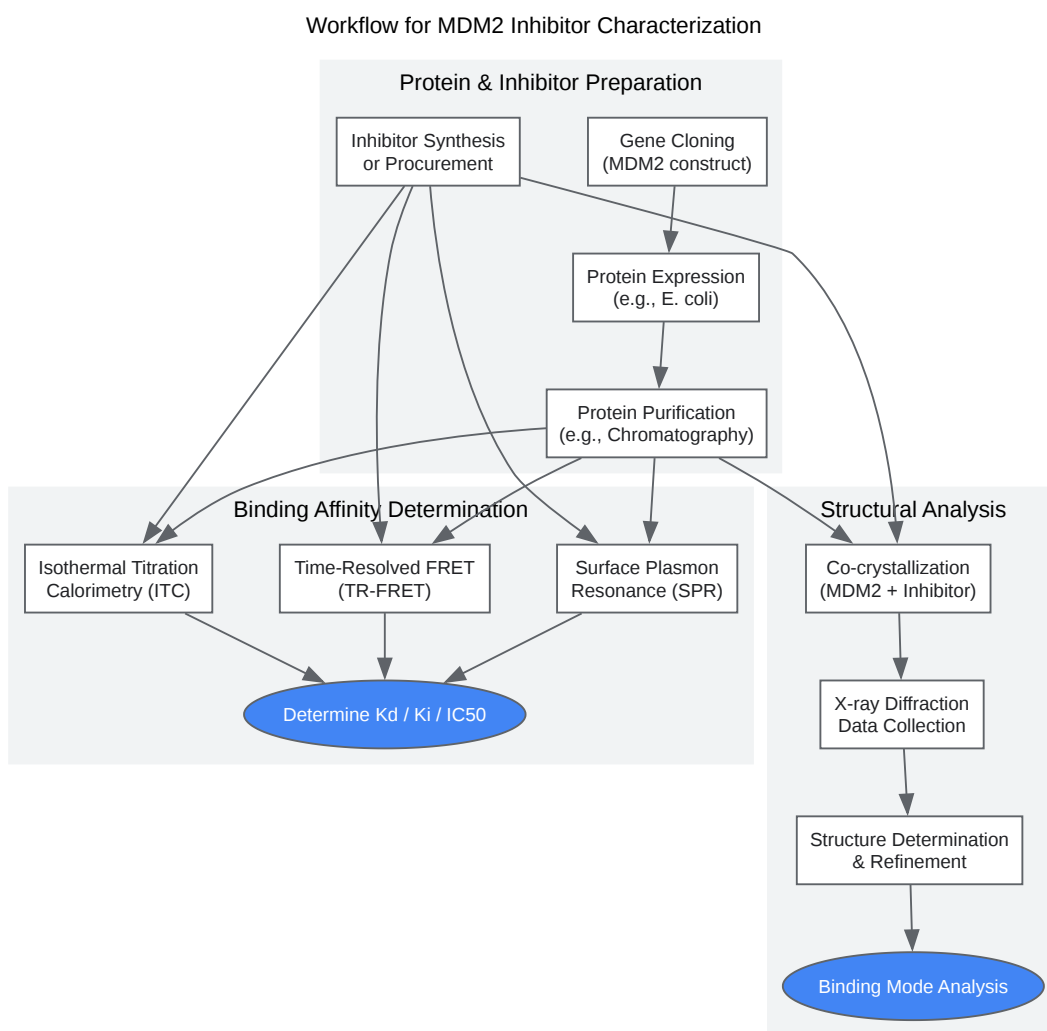 Workflow for MDM2 Inhibitor Characterization
Protein & Inhibitor Preparation
Inhibitor Synthesis
or Procurement
Gene Cloning
(MDM2 construct)
Protein Expression
(e.g., E. coli)
Protein Purification
(e.g., Chromatography)
Binding Affinity Determination
Isothermal Titration
Calorimetry (ITC)
Time-Resolved FRET
(TR-FRET)
Surface Plasmon
Resonance (SPR)
Determine Kd / Ki / IC50
Structural Analysis
Co-crystallization
(MDM2 + Inhibitor)
X-ray Diffraction
Data Collection
Structure Determination
& Refinement
Binding Mode Analysis